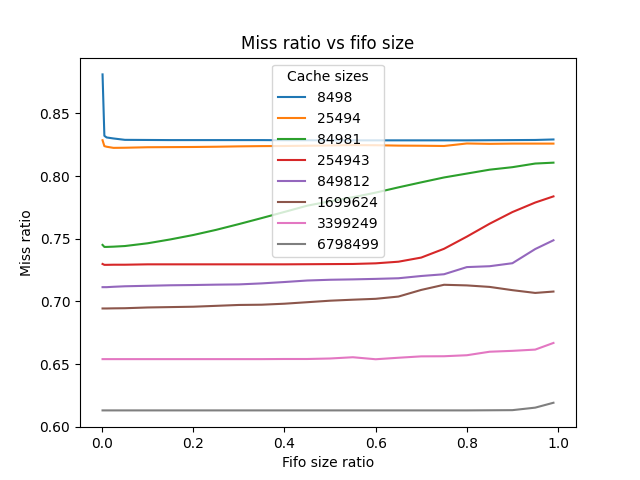 Miss ratio vs fifo size
Cache sizes
8498
25494
84981
254943
849812
1699624
3399249
6798499
Miss ratio
0.85
0.80
0.75
0.70
0.65
0.60
0.0 0.2 0.4 0.6 0.8 1.0
Fifo size ratio